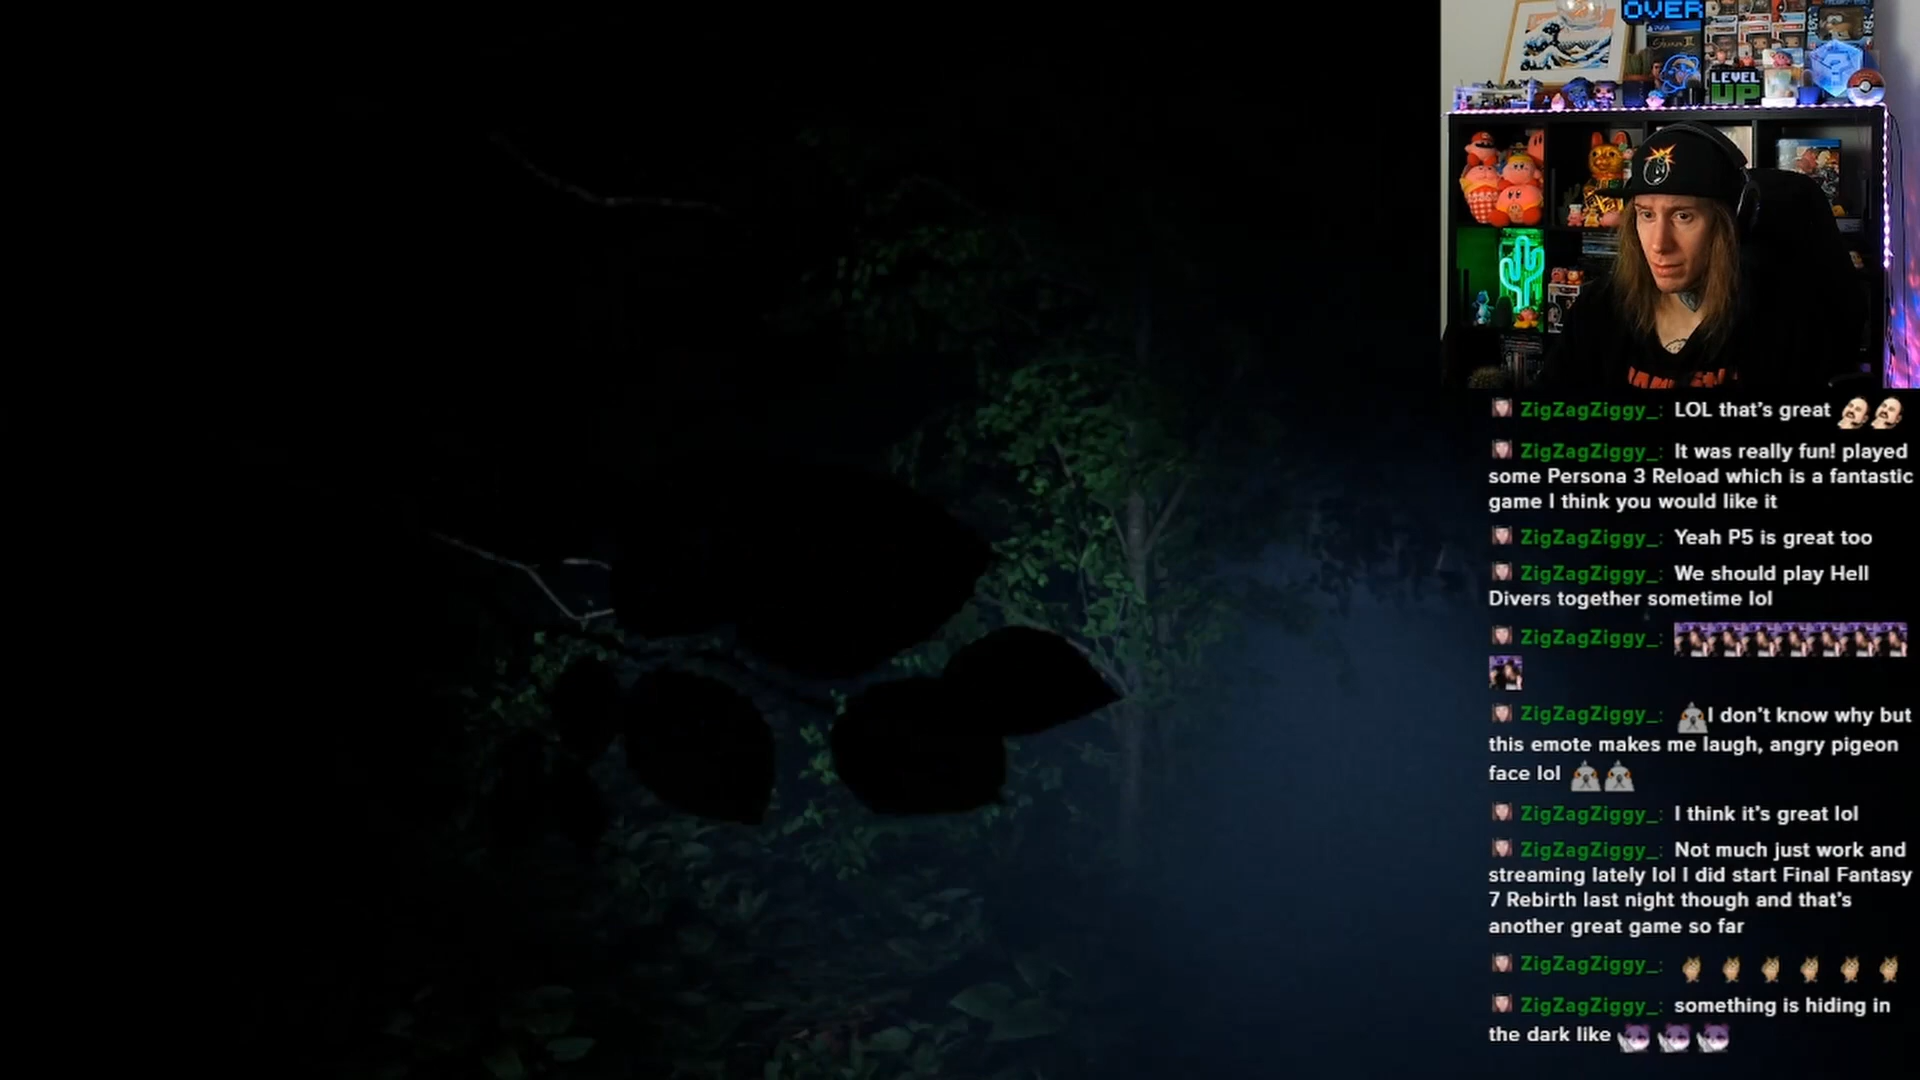 OVER
LEVEL
UP
ZigZagZiggy_: LOL that's great
ZigZagZiggy_: It was really fun! played
some Persona 3 Reload which is a fantastic
game I think you would like it
ZigZagZiggy_: Yeah P5 is great too
ZigZagZiggy_: We should play Hell
Divers together sometime lol
ZigZagZiggy_:
ZigZagZiggy_: I don't know why but
this emote makes me laugh, angry pigeon
face lol
ZigZagZiggy_: I think it's great lol
ZigZagZiggy_: Not much just work and
streaming lately lol I did start Final Fantasy
7 Rebirth last night though and that's
another great game so far
ZigZagZiggy_:
ZigZagZiggy_: something is hiding in
the dark like